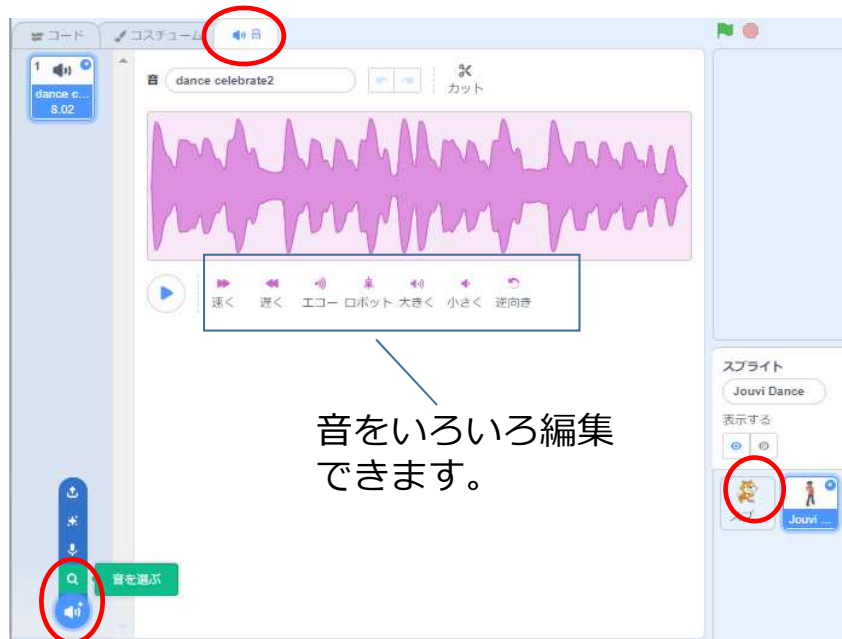 コード
コスチューム
音
1
dance c...
8.02
音
dance celebrate2
カット
速く
遅く
エコー
ロボット
大きく
小さく
逆向き
音をいろいろ編集
できます。
音を選ぶ
スプライト
Jouvi Dance
表示する
Jouvi ...